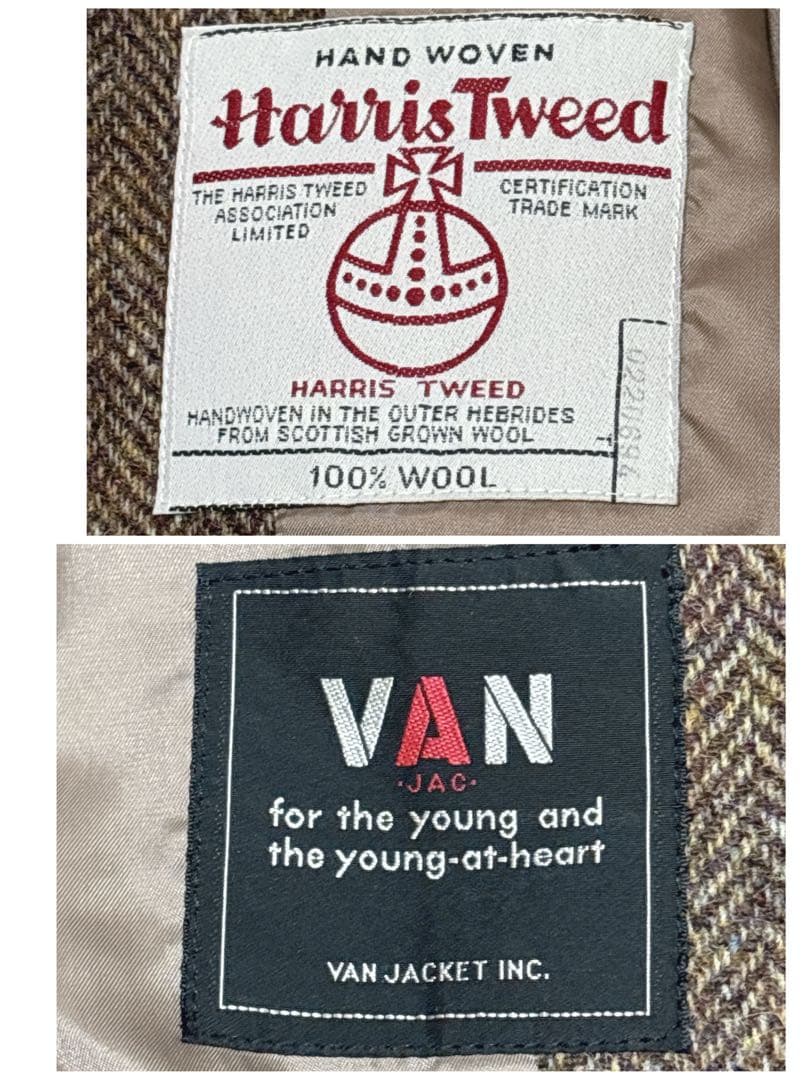 HAND WOVEN
Harris Tweed
THE HARRIS TWEED
ASSOCIATION
LIMITED
CERTIFICATION
TRADE MARK
HARRIS TWEED
HANDWOVEN IN THE OUTER HEBRIDES
FROM SCOTTISH GROWN WOOL
100% WOOL
VAN
·JAC·
for the young and
the young-at-heart
VAN JACKET INC.